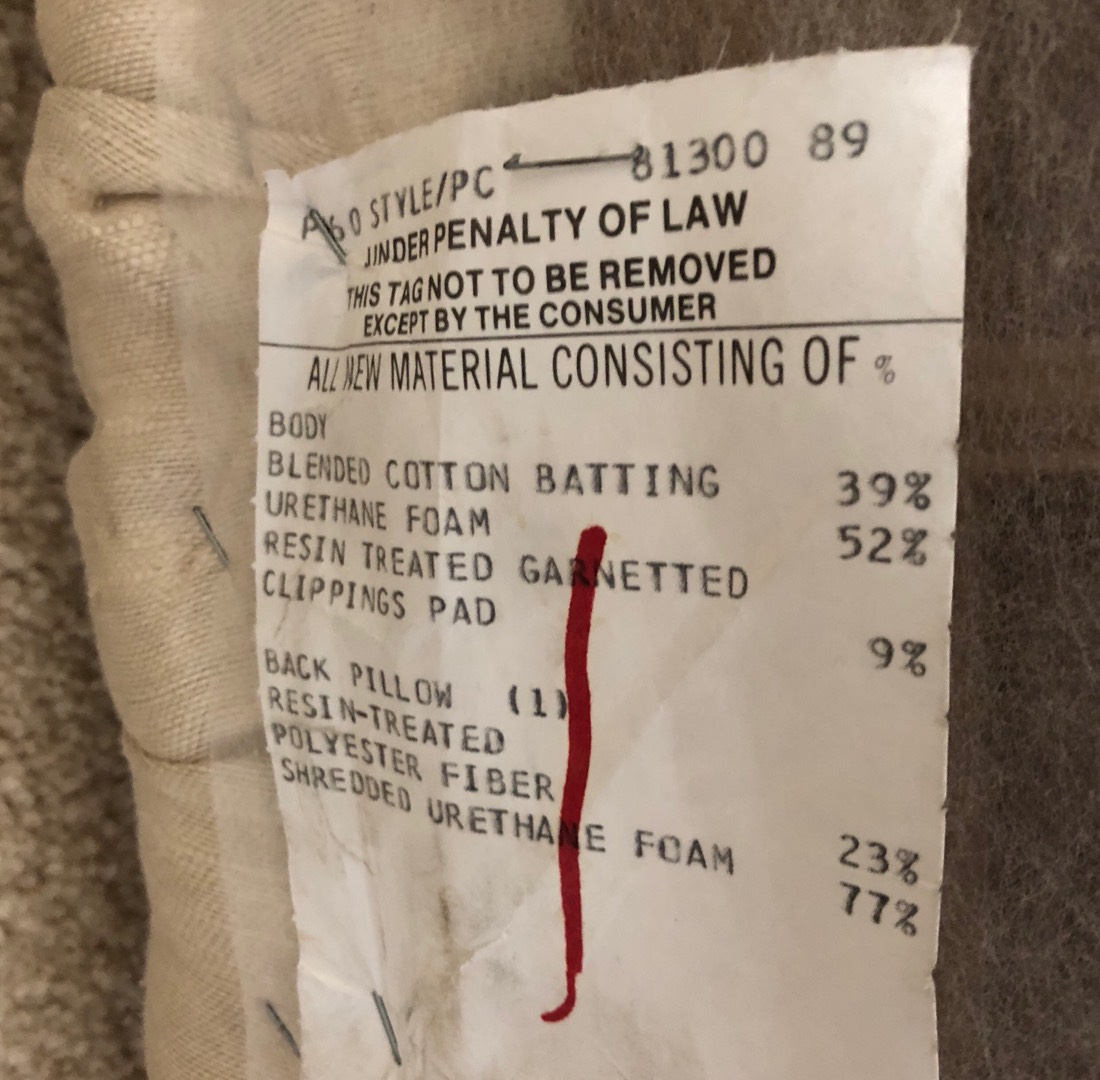 A60 STYLE/PC 81300 89
UNDER PENALTY OF LAW
THIS TAG NOT TO BE REMOVED
EXCEPT BY THE CONSUMER
ALL NEW MATERIAL CONSISTING OF %
BODY
BLENDED COTTON BATTING 39%
URETHANE FOAM 52%
RESIN TREATED GARNETTED
CLIPPINGS PAD 9%
BACK PILLOW (1)
RESIN-TREATED
POLYESTER FIBER 23%
SHREDDED URETHANE FOAM 77%